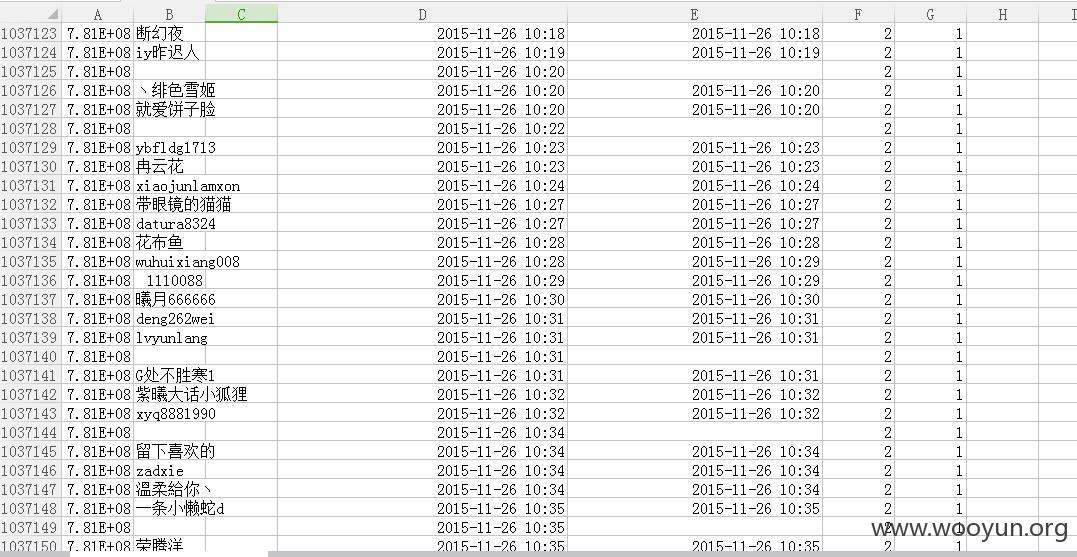 A B C D E F G H I
1037123 7.81E+08 断幻夜 2015-11-26 10:18 2015-11-26 10:18 2 1
1037124 7.81E+08 iy昨迟人 2015-11-26 10:19 2015-11-26 10:19 2 1
1037125 7.81E+08 2015-11-26 10:20 2 1
1037126 7.81E+08 丶绯色雪姬 2015-11-26 10:20 2015-11-26 10:20 2 1
1037127 7.81E+08 就爱饼子脸 2015-11-26 10:20 2015-11-26 10:20 2 1
1037128 7.81E+08 2015-11-26 10:22 2 1
1037129 7.81E+08 ybfldg1713 2015-11-26 10:23 2015-11-26 10:23 2 1
1037130 7.81E+08 冉云花 2015-11-26 10:23 2015-11-26 10:23 2 1
1037131 7.81E+08 xiaojunlamxon 2015-11-26 10:24 2015-11-26 10:24 2 1
1037132 7.81E+08 带眼镜的猫猫 2015-11-26 10:27 2015-11-26 10:27 2 1
1037133 7.81E+08 datura8324 2015-11-26 10:27 2015-11-26 10:27 2 1
1037134 7.81E+08 花布鱼 2015-11-26 10:28 2015-11-26 10:28 2 1
1037135 7.81E+08 wuhuixiang008 2015-11-26 10:28 2015-11-26 10:29 2 1
1037136 7.81E+08 1110088 2015-11-26 10:29 2015-11-26 10:29 2 1
1037137 7.81E+08 曦月666666 2015-11-26 10:30 2015-11-26 10:30 2 1
1037138 7.81E+08 deng262wei 2015-11-26 10:31 2015-11-26 10:31 2 1
1037139 7.81E+08 lvyunlang 2015-11-26 10:31 2015-11-26 10:31 2 1
1037140 7.81E+08 2015-11-26 10:31 2 1
1037141 7.81E+08 G处不胜寒1 2015-11-26 10:31 2015-11-26 10:31 2 1
1037142 7.81E+08 紫曦大话小狐狸 2015-11-26 10:32 2015-11-26 10:32 2 1
1037143 7.81E+08 xyq8881990 2015-11-26 10:32 2015-11-26 10:32 2 1
1037144 7.81E+08 2015-11-26 10:34 2 1
1037145 7.81E+08 留下喜欢的 2015-11-26 10:34 2015-11-26 10:34 2 1
1037146 7.81E+08 zadxie 2015-11-26 10:34 2015-11-26 10:34 2 1
1037147 7.81E+08 溫柔給你丶 2015-11-26 10:34 2015-11-26 10:34 2 1
1037148 7.81E+08 一条小懒蛇d 2015-11-26 10:35 2015-11-26 10:35 2 1
1037149 7.81E+08 2015-11-26 10:35 2 1
www.wooyun.org
1037150 7.81E+08 荣腾洋 2015-11-26 10:35 2015-11-26 10:35 2 1